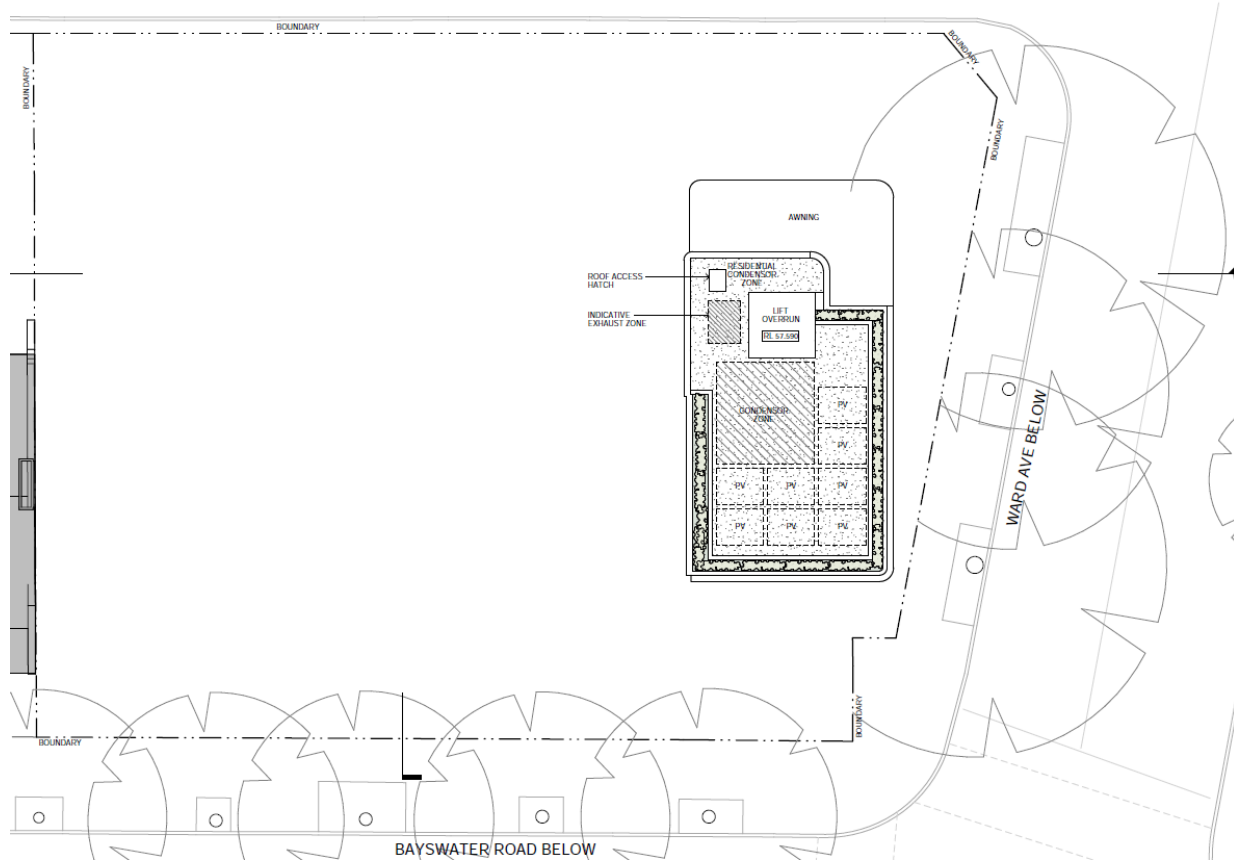 BOUNDARY
BOUNDARY
BOUNDARY
BOUNDARY
AWNING
ROOF ACCESS
HATCH
RESIDENTIAL
CONDENSOR
ZONE
INDICATIVE
EXHAUST ZONE
LIFT
OVERRUN
RL 57.590
CONDENSOR
ZONE
PV
PV
PV
PV
PV
PV
PV
PV
WARD AVE BELOW
BOUNDARY
BOUNDARY
BAYSWATER ROAD BELOW